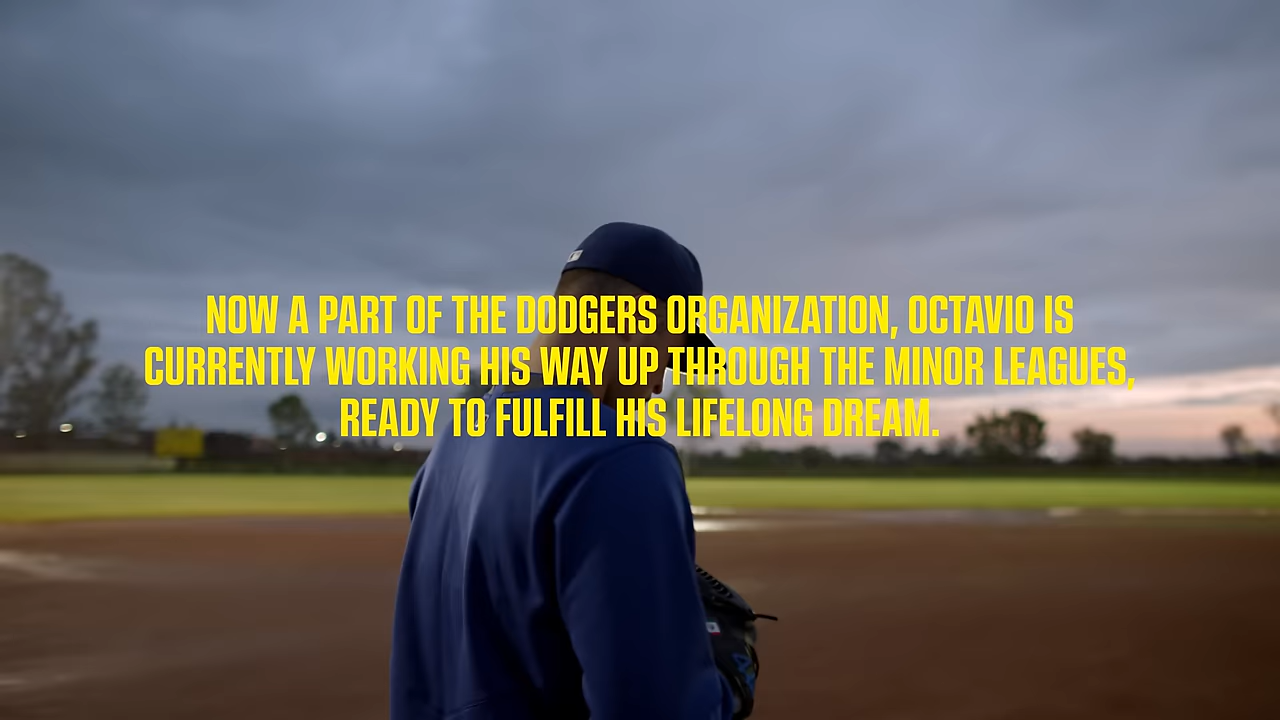 NOW A PART OF THE DODGERS ORGANIZATION, OCTAVIO IS
CURRENTLY WORKING HIS WAY UP THROUGH THE MINOR LEAGUES,
READY TO FULFILL HIS LIFELONG DREAM.